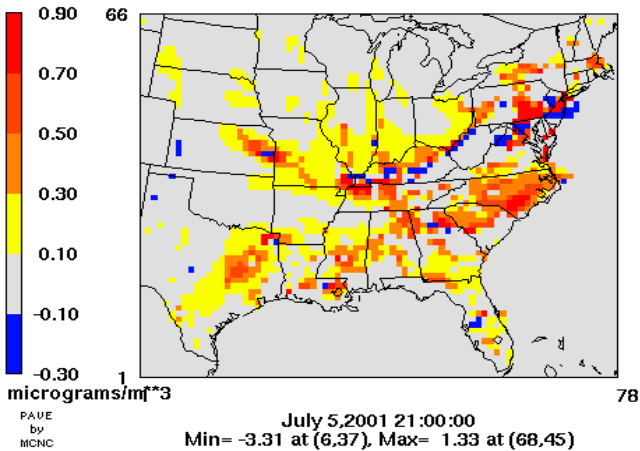 0.90
0.70
0.50
0.30
0.10
-0.10
-0.30
micrograms/m**3
66
1
1
78
PAVE
by
MCNC
July 5,2001 21:00:00
Min= -3.31 at (6,37), Max= 1.33 at (68,45)